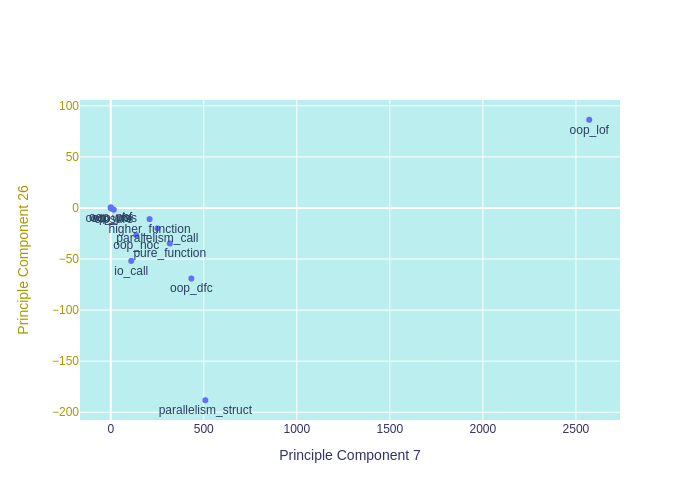 100
50
0
−50
−100
−150
−200
oop_lof
higher_function
parallelism_call
oop_noc
pure_function
io_call
oop_dfc
parallelism_struct
0
500
1000
1500
2000
2500
Principle Component 7
Principle Component 26